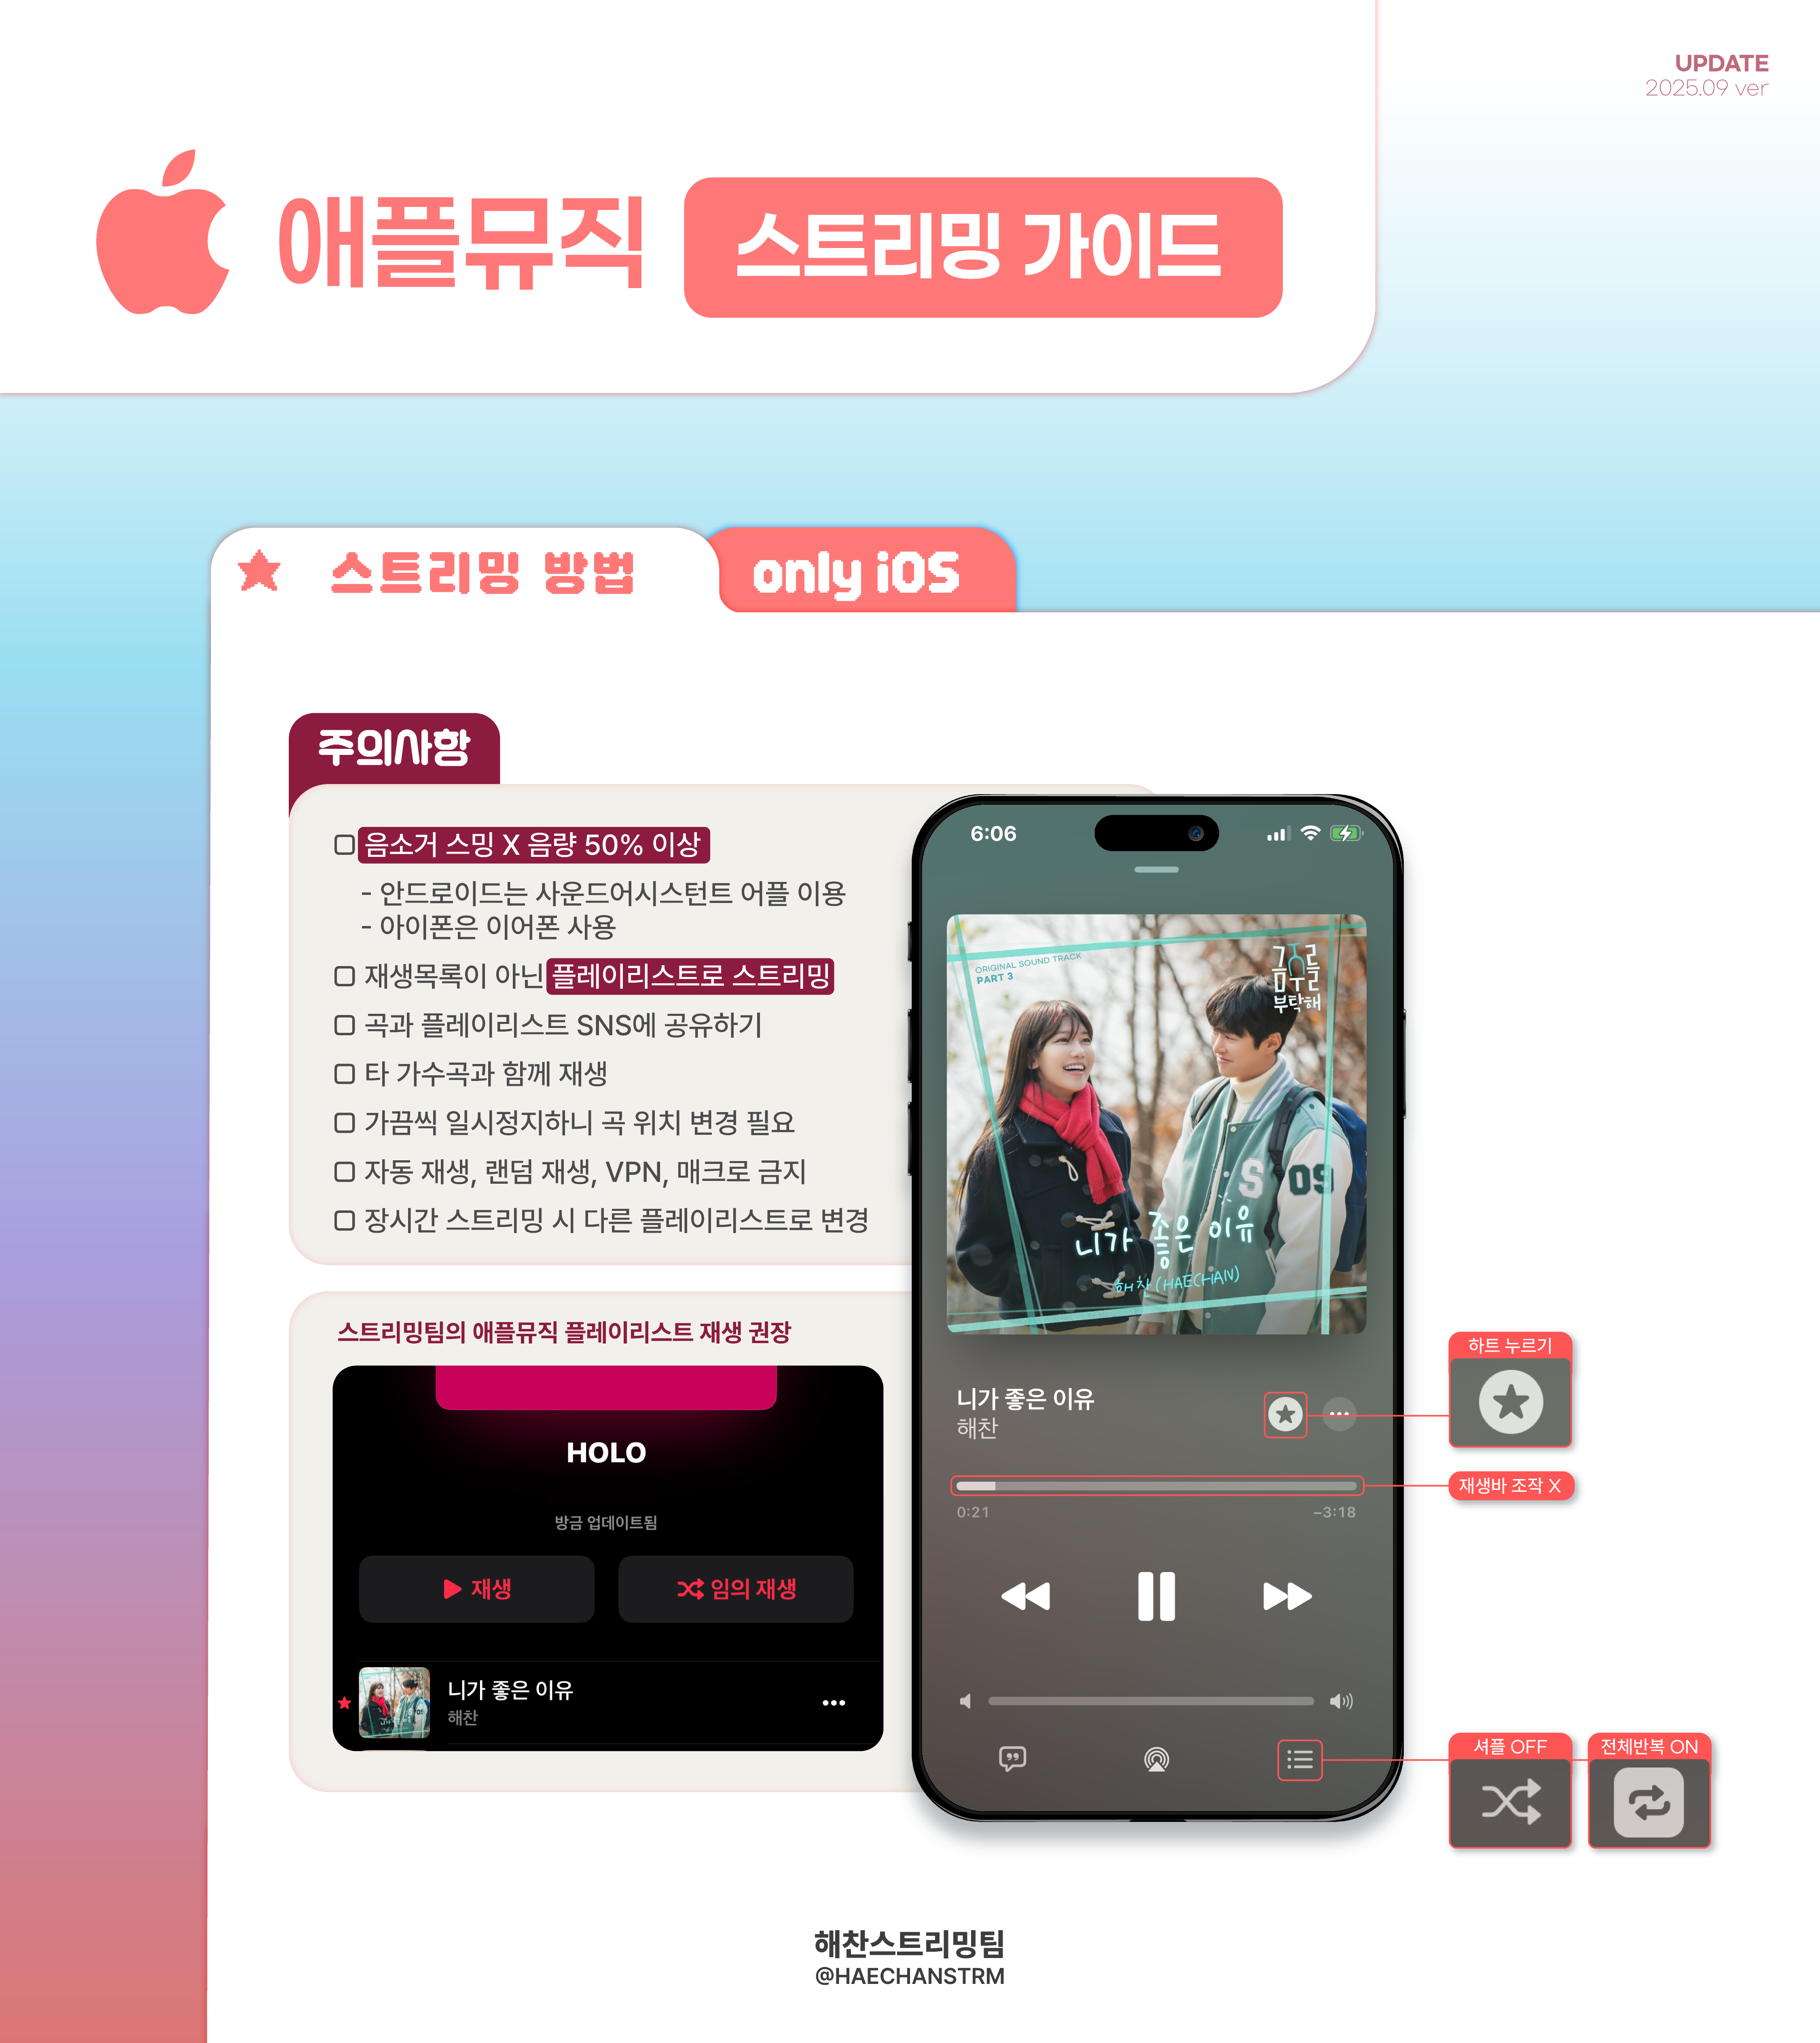 UPDATE
2025.09 ver
애플뮤직 스트리밍 가이드
스트리밍 방법
only iOS
주의사항
음소거 스밍 X 음량 50% 이상
- 안드로이드는 사운드어시스턴트 어플 이용
- 아이폰은 이어폰 사용
재생목록이 아닌 플레이리스트로 스트리밍
곡과 플레이리스트 SNS에 공유하기
타 가수곡과 함께 재생
가끔씩 일시정지하니 곡 위치 변경 필요
자동 재생, 랜덤 재생, VPN, 매크로 금지
장시간 스트리밍 시 다른 플레이리스트로 변경
스트리밍팀의 애플뮤직 플레이리스트 재생 권장
HOLO
방금 업데이트됨
재생
임의 재생
니가 좋은 이유
해찬
6:06
ORIGINAL SOUND TRACK
PART 3
금주를
부탁해
S 09
니가 좋은 이유
해찬 (HAECHAN)
니가 좋은 이유
해찬
0:21
-3:18
하트 누르기
재생바 조작 X
셔플 OFF
전체반복 ON
해찬스트리밍팀
@HAECHANSTRM